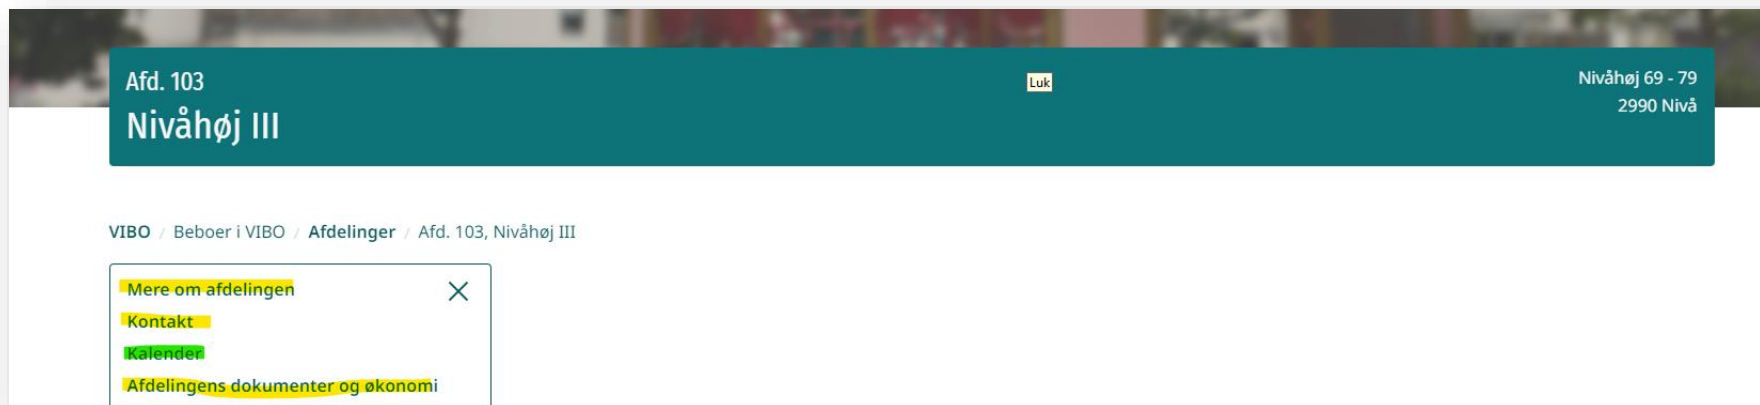 Afd. 103
Nivåhøj III
Luk
Nivåhøj 69 - 79
2990 Nivå
VIBO / Beboer i VIBO / Afdelinger / Afd. 103, Nivåhøj III
Mere om afdelingen
Kontakt
Kalender
Afdelingens dokumenter og økonomi